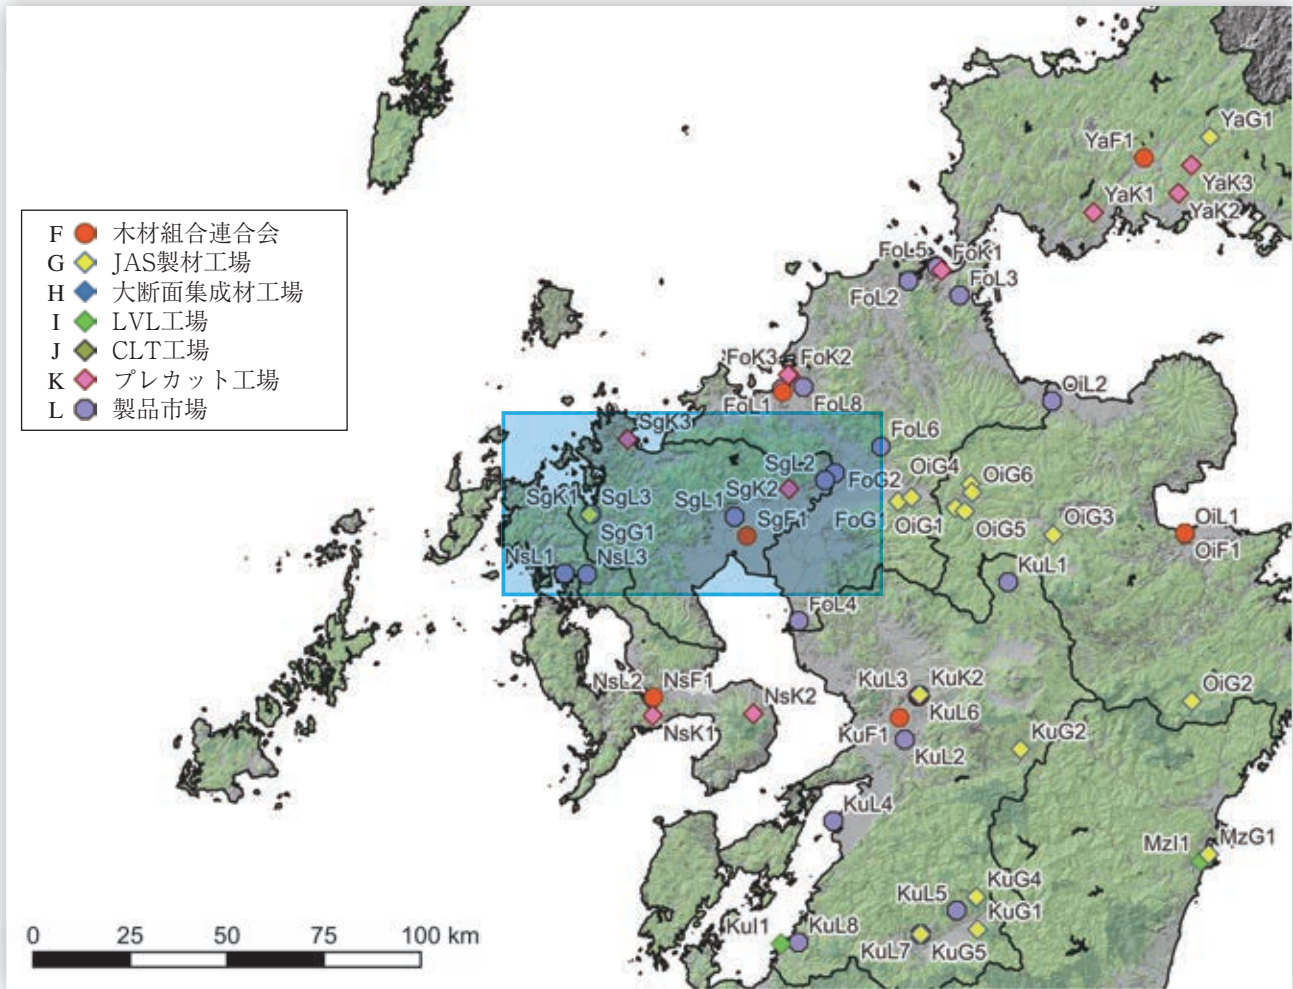 YaG1
YaF1
YaK3
YaK1
YaK2
F 木材組合連合会
G JAS製材工場
H 大断面集成材工場
I LVL工場
J CLT工場
K プレカット工場
L 製品市場
FoL5 FoK1
FoL2 FoL3
FoK3 FoK2
OiL2
FoL1 FoL8
SgK3
FoL6
SgL2 OiG4 OiG6
FoG2
SgK1 SgL3 SgL1 SgK2
SgF1 FoG1 OiG1 OiG5 OiG3 OiL1
SgG1 OiF1
NsL1 NsL3 KuL1
FoL4
NsL2 NsF1 KuL3 KuK2 OiG2
NsK2
KuL6
NsK1 KuF1 KuG2
KuL2
KuL4
MzI1 MzG1
KuG4
KuL5
KuG1
KuI1 KuL8
KuL7 KuG5
0 25 50 75 100 km